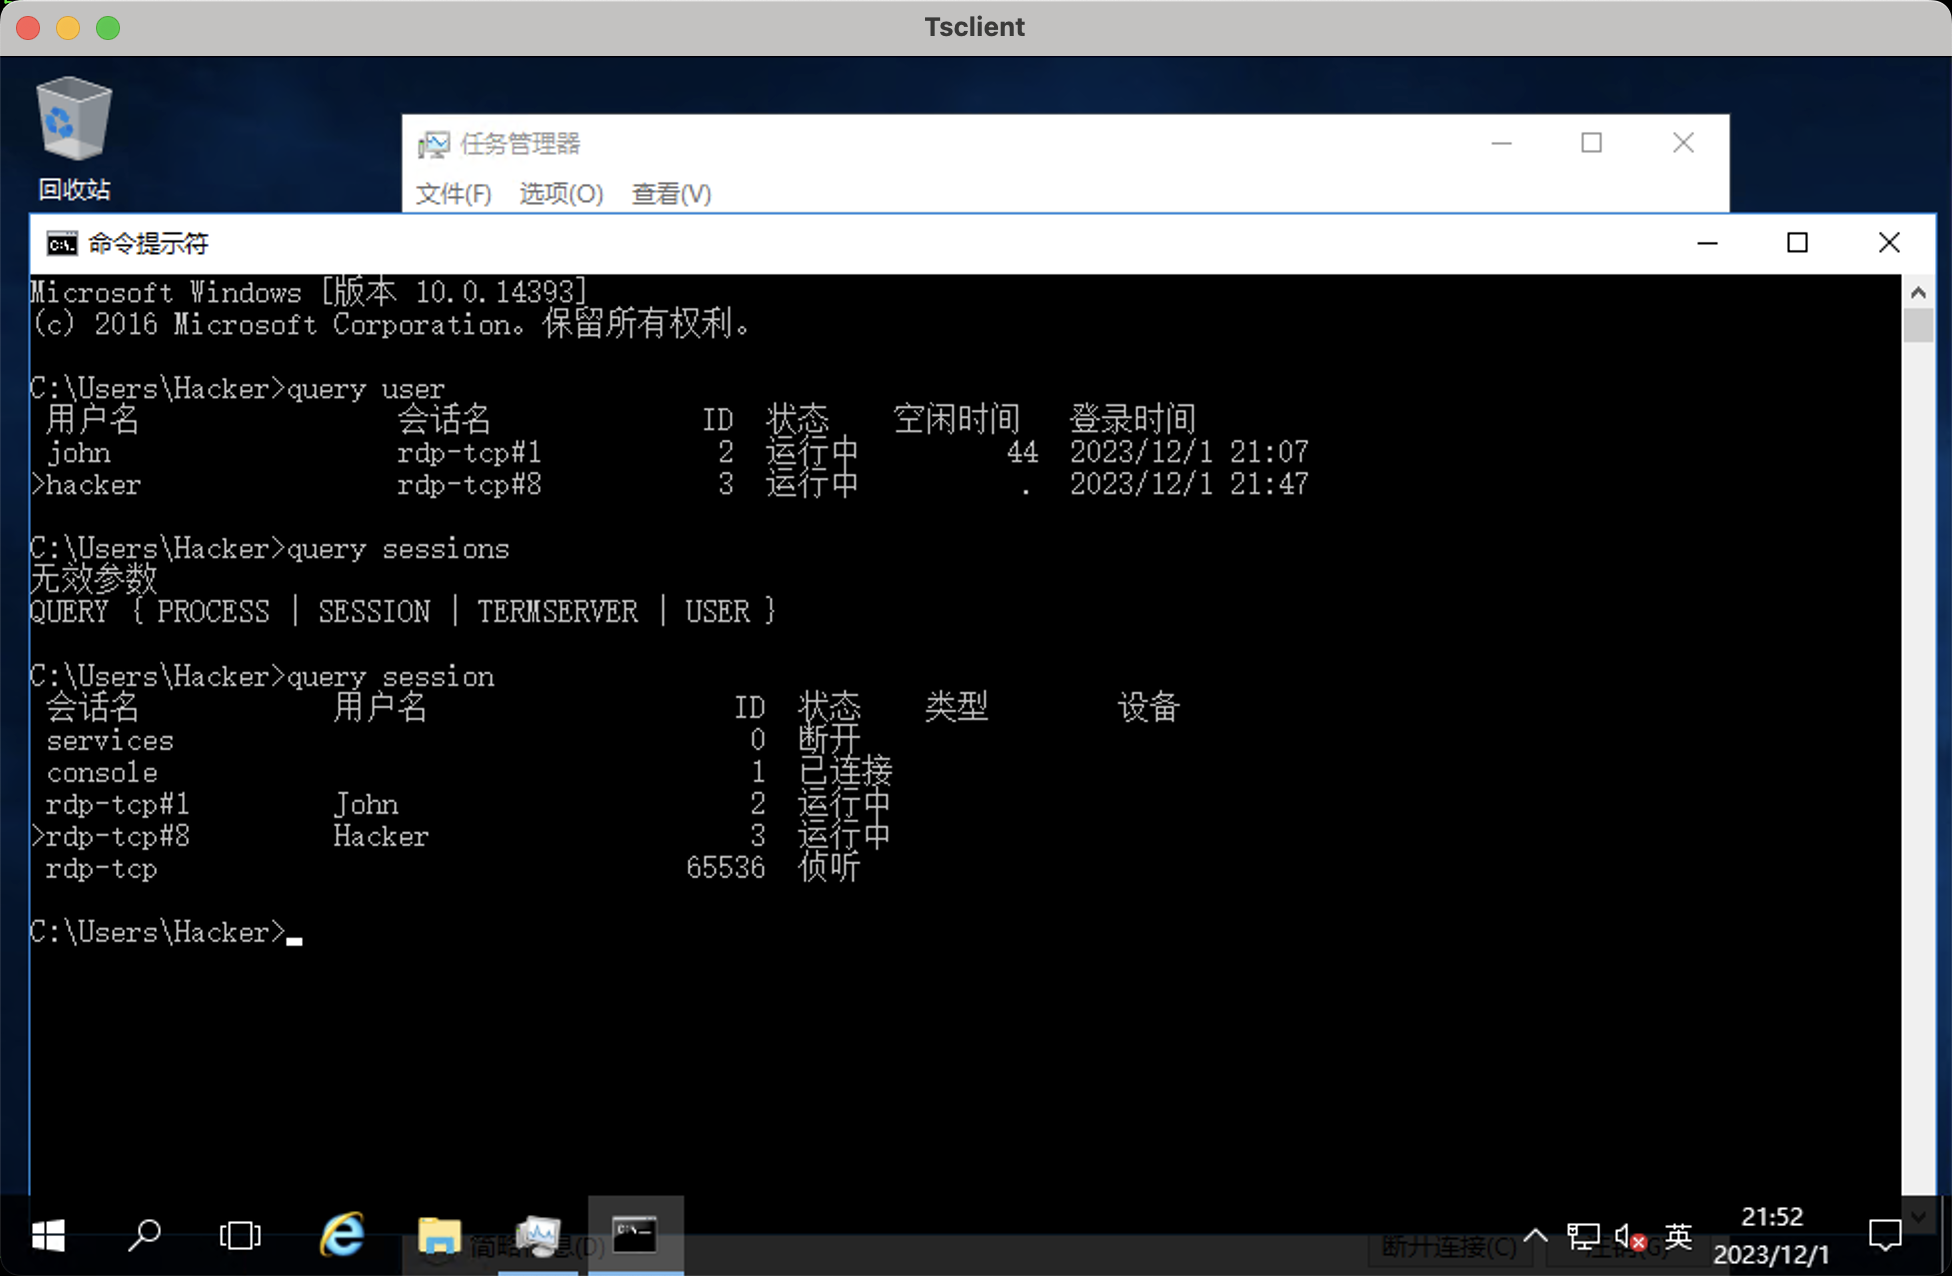 Tsclient
回收站
任务管理器
文件(F) 选项(O) 查看(V)
命令提示符
Microsoft Windows [版本 10.0.14393]
(c) 2016 Microsoft Corporation。保留所有权利。
C:\Users\Hacker>query user
用户名 会话名 ID 状态 空闲时间 登录时间
john rdp-tcp#1 2 运行中 44 2023/12/1 21:07
>hacker rdp-tcp#8 3 运行中 . 2023/12/1 21:47
C:\Users\Hacker>query sessions
无效参数
QUERY { PROCESS | SESSION | TERMSERVER | USER }
C:\Users\Hacker>query session
会话名 用户名 ID 状态 类型 设备
services 0 断开
console 1 已连接
rdp-tcp#1 John 2 运行中
>rdp-tcp#8 Hacker 3 运行中
rdp-tcp 65536 侦听
C:\Users\Hacker>
简略信息(D) 断开连接(C) 注销(G)
英
21:52
2023/12/1